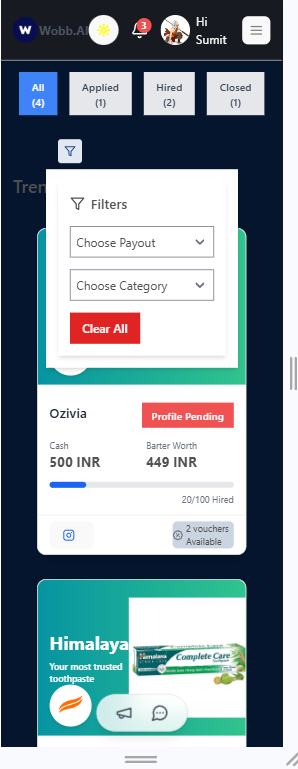 W Wobb.AI
3
Hi
Sumit
All
(4)
Applied
(1)
Hired
(2)
Closed
(1)
Tren
Filters
Choose Payout
Choose Category
Clear All
Ozivia
Profile Pending
Cash
500 INR
Barter Worth
449 INR
20/100 Hired
2 vouchers
Available
Himalaya
Your most trusted
toothpaste
Himalaya
Complete Care
Toothpaste